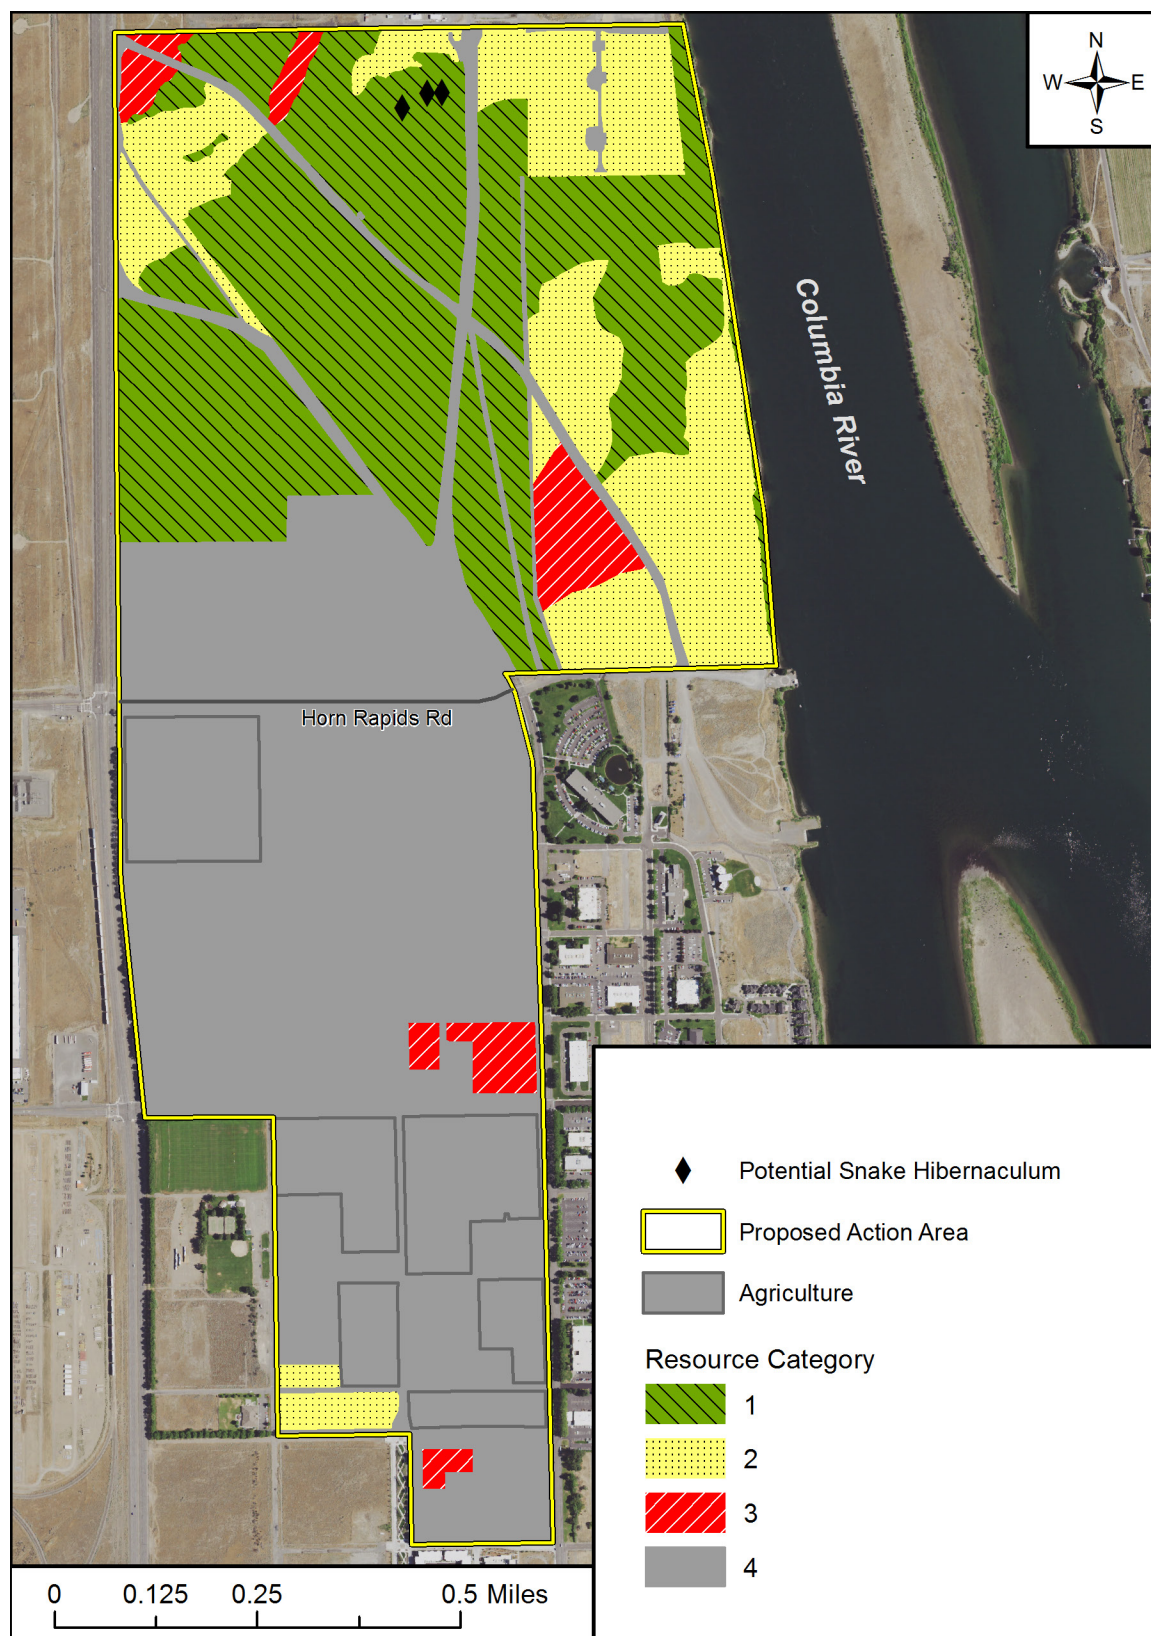 N
W E
S
Columbia River
Horn Rapids Rd
Potential Snake Hibernaculum
Proposed Action Area
Agriculture
Resource Category
1
2
3
4
0 0.125 0.25 0.5 Miles